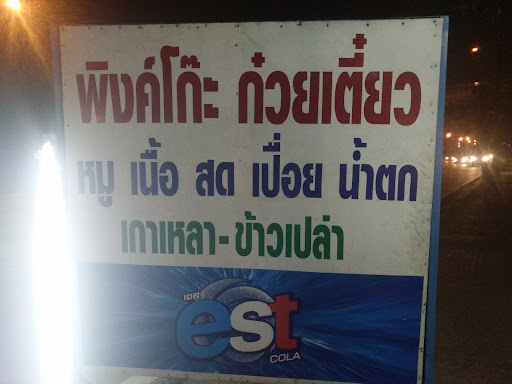 พิงค์โก๊ะ ก๋วยเตี๋ยว
หมู เนื้อ สด เปื่อย น้ำตก
เกาเหลา-ข้าวเปล่า
เอส
est
COLA